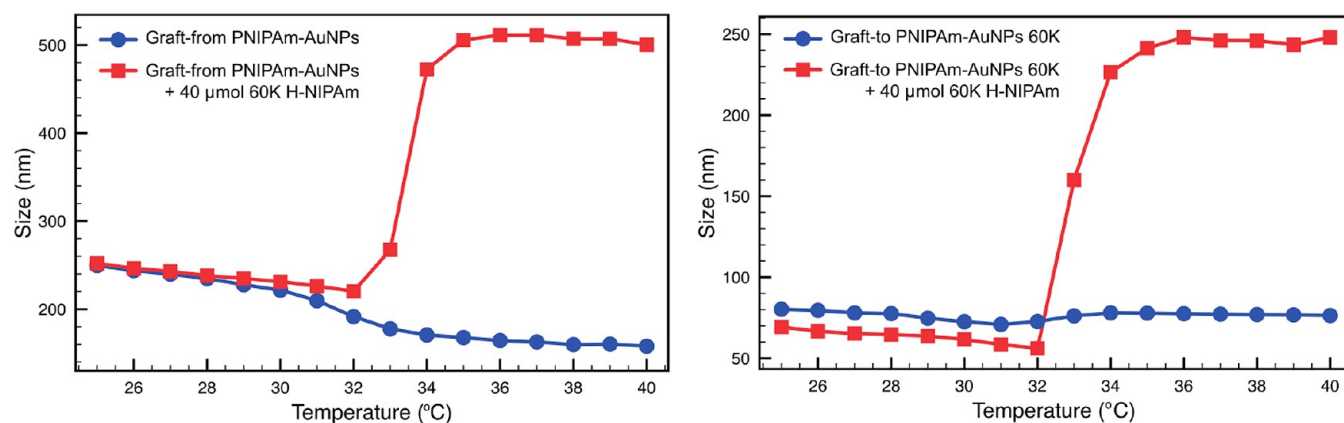 Graft-from PNIPAm-AuNPs
Graft-from PNIPAm-AuNPs
+ 40 μmol 60K H-NIPAm
500
400
300
200
Size (nm)
26 28 30 32 34 36 38 40
Temperature (°C)
Graft-to PNIPAm-AuNPs 60K
Graft-to PNIPAm-AuNPs 60K
+ 40 μmol 60K H-NIPAm
250
200
150
100
50
Size (nm)
26 28 30 32 34 36 38 40
Temperature (°C)